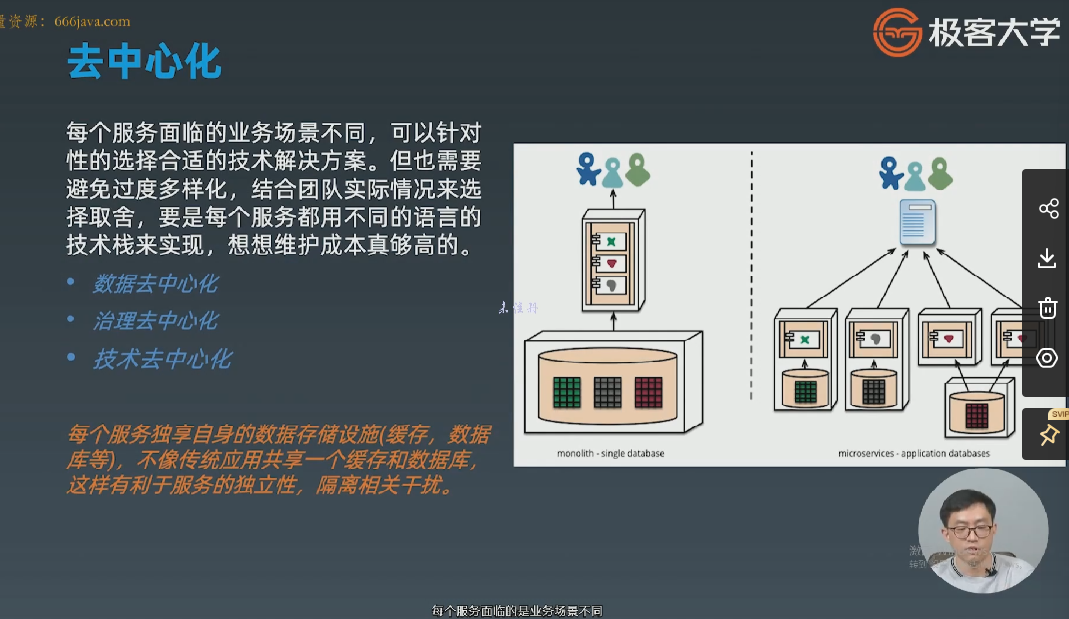 资源：666java.com
极客大学
去中心化
每个服务面临的业务场景不同，可以针对
性的选择合适的技术解决方案。但也需要
避免过度多样化，结合团队实际情况来选
择取舍，要是每个服务都用不同的语言的
技术栈来实现，想想维护成本真够高的。
• 数据去中心化
• 治理去中心化
• 技术去中心化
每个服务独享自身的数据存储设施(缓存，数据
库等)，不像传统应用共享一个缓存和数据库，
这样有利于服务的独立性，隔离相关干扰。
monolith - single database
microservices - application databases
SVIP
每个服务面临的是业务场景不同